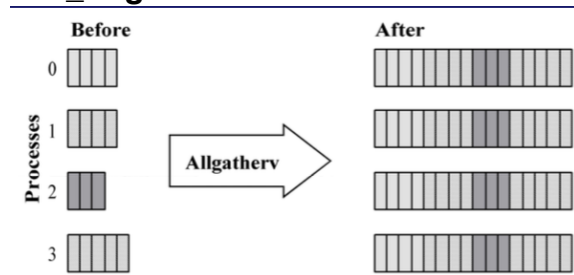 Before
After
0
1
Allgatherv
Processes
2
3